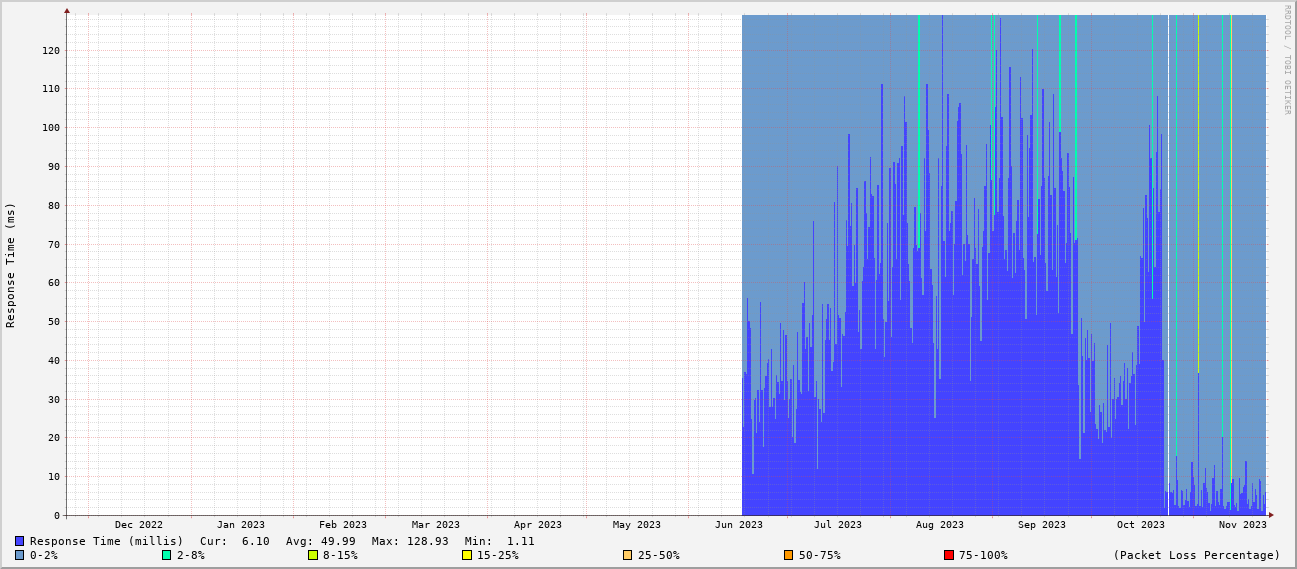 RRDTOOL / TOBI OETIKER
Response Time (ms)
120
110
100
90
80
70
60
50
40
30
20
10
0
Dec 2022 Jan 2023 Feb 2023 Mar 2023 Apr 2023 May 2023 Jun 2023 Jul 2023 Aug 2023 Sep 2023 Oct 2023 Nov 2023
Response Time (millis) Cur: 6.10 Avg: 49.99 Max: 128.93 Min: 1.11
0-2% 2-8% 8-15% 15-25% 25-50% 50-75% 75-100% (Packet Loss Percentage)